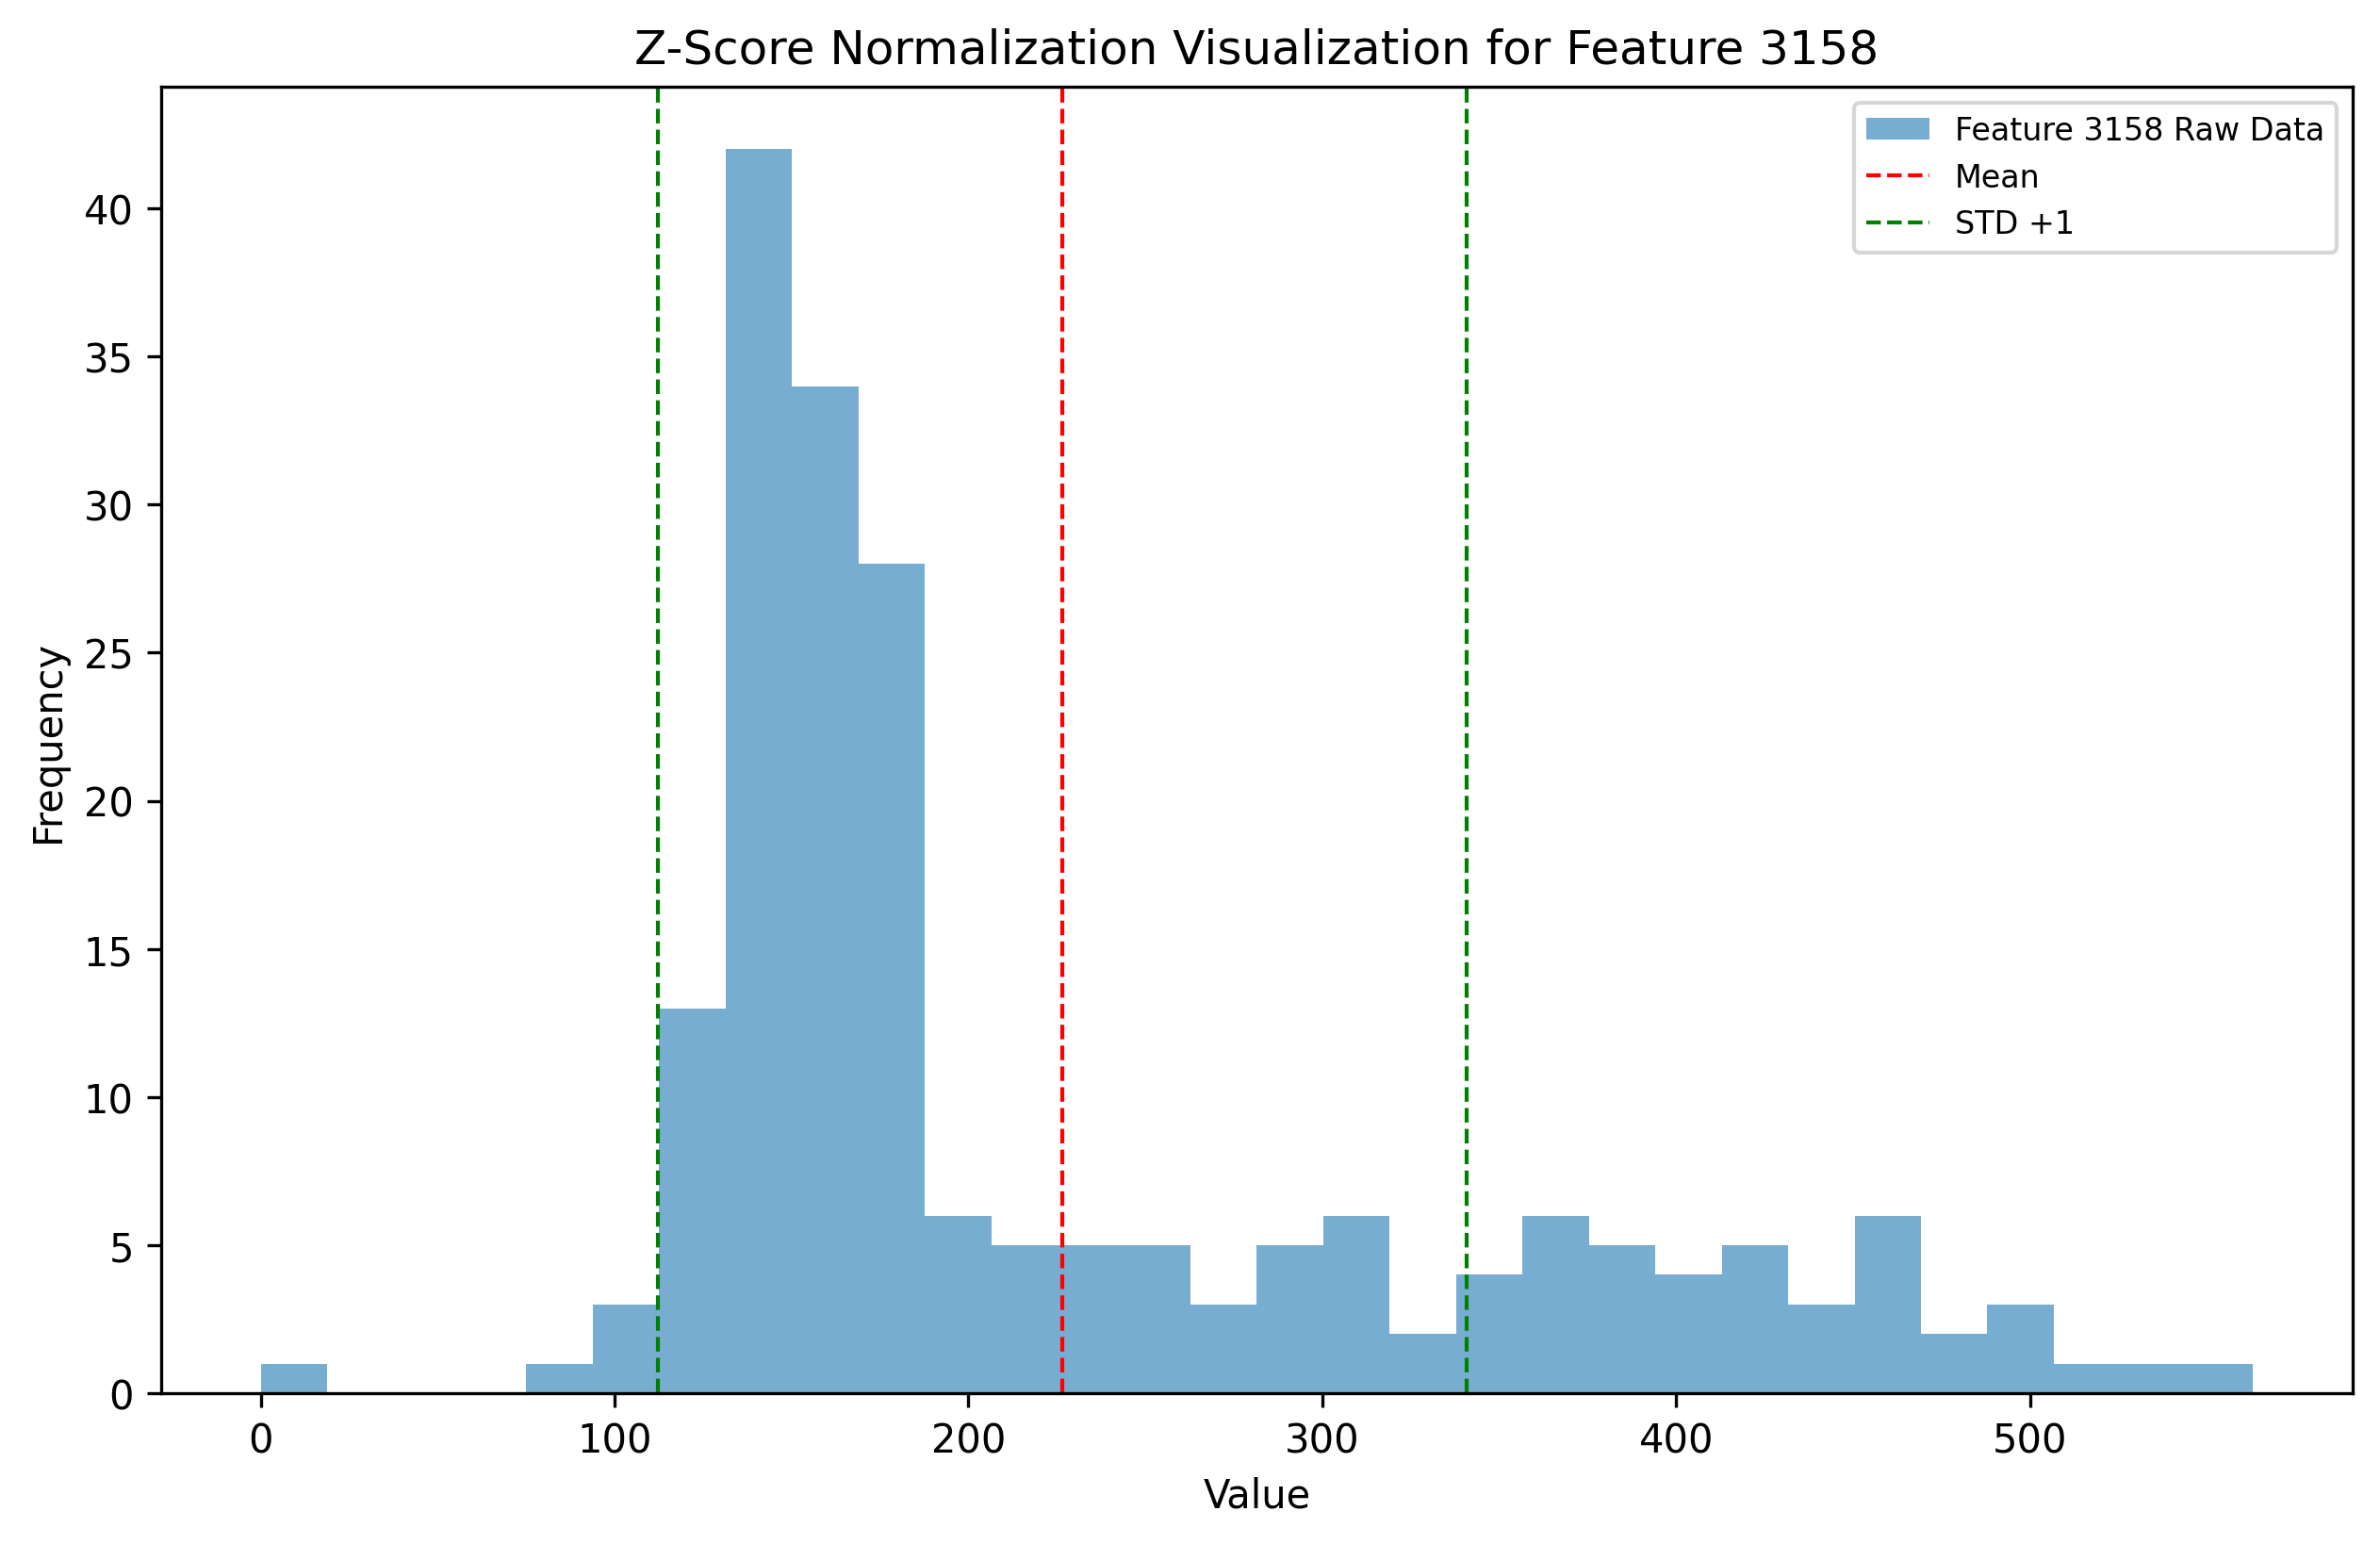 Z-Score Normalization Visualization for Feature 3158
Feature 3158 Raw Data
Mean
STD +1
40
35
30
25
20
15
10
5
0
Frequency
0 100 200 300 400 500
Value